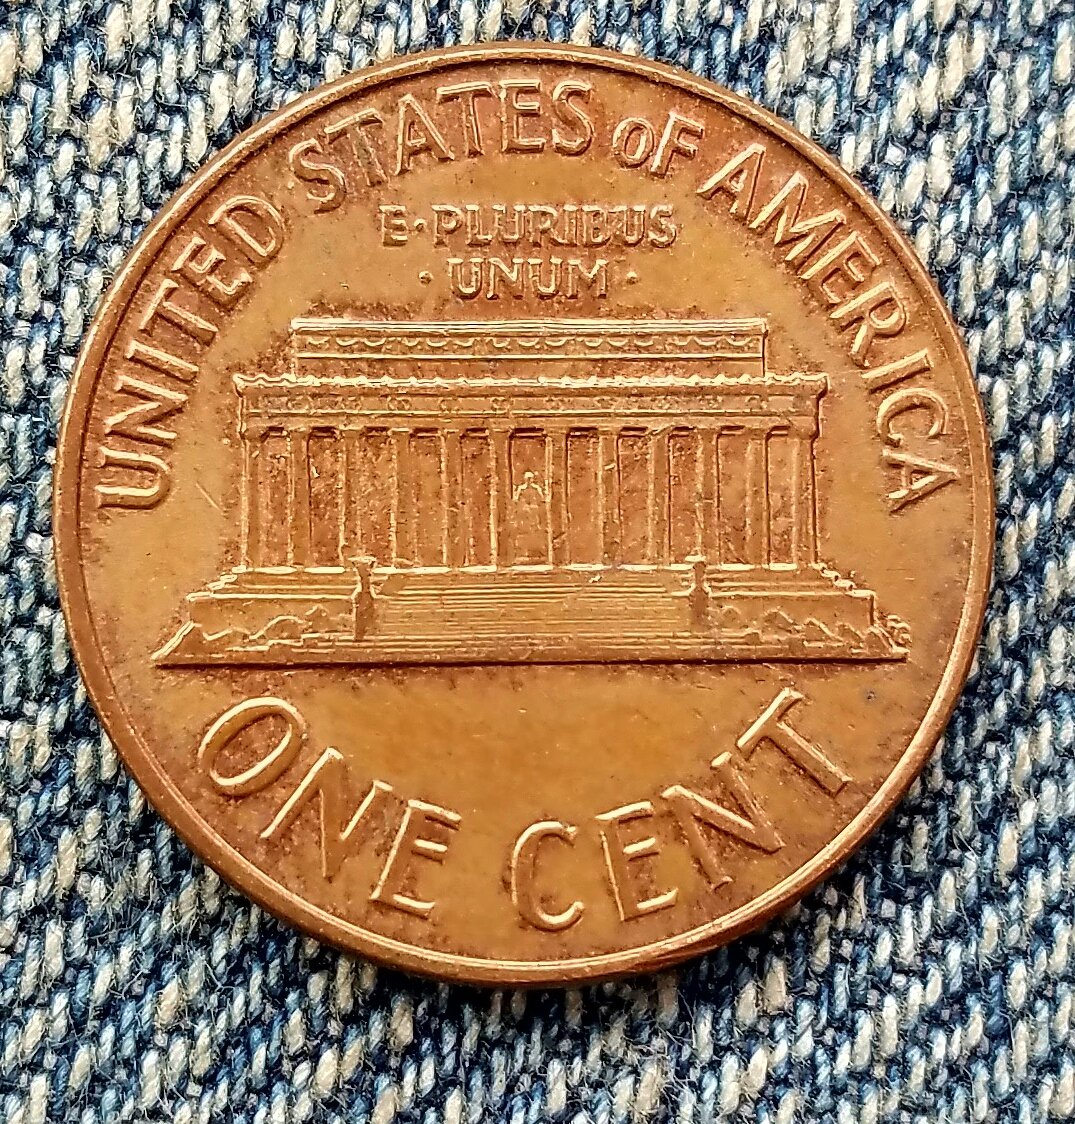 UNITED STATES OF AMERICA
E·PLURIBUS
·UNUM·
ONE CENT